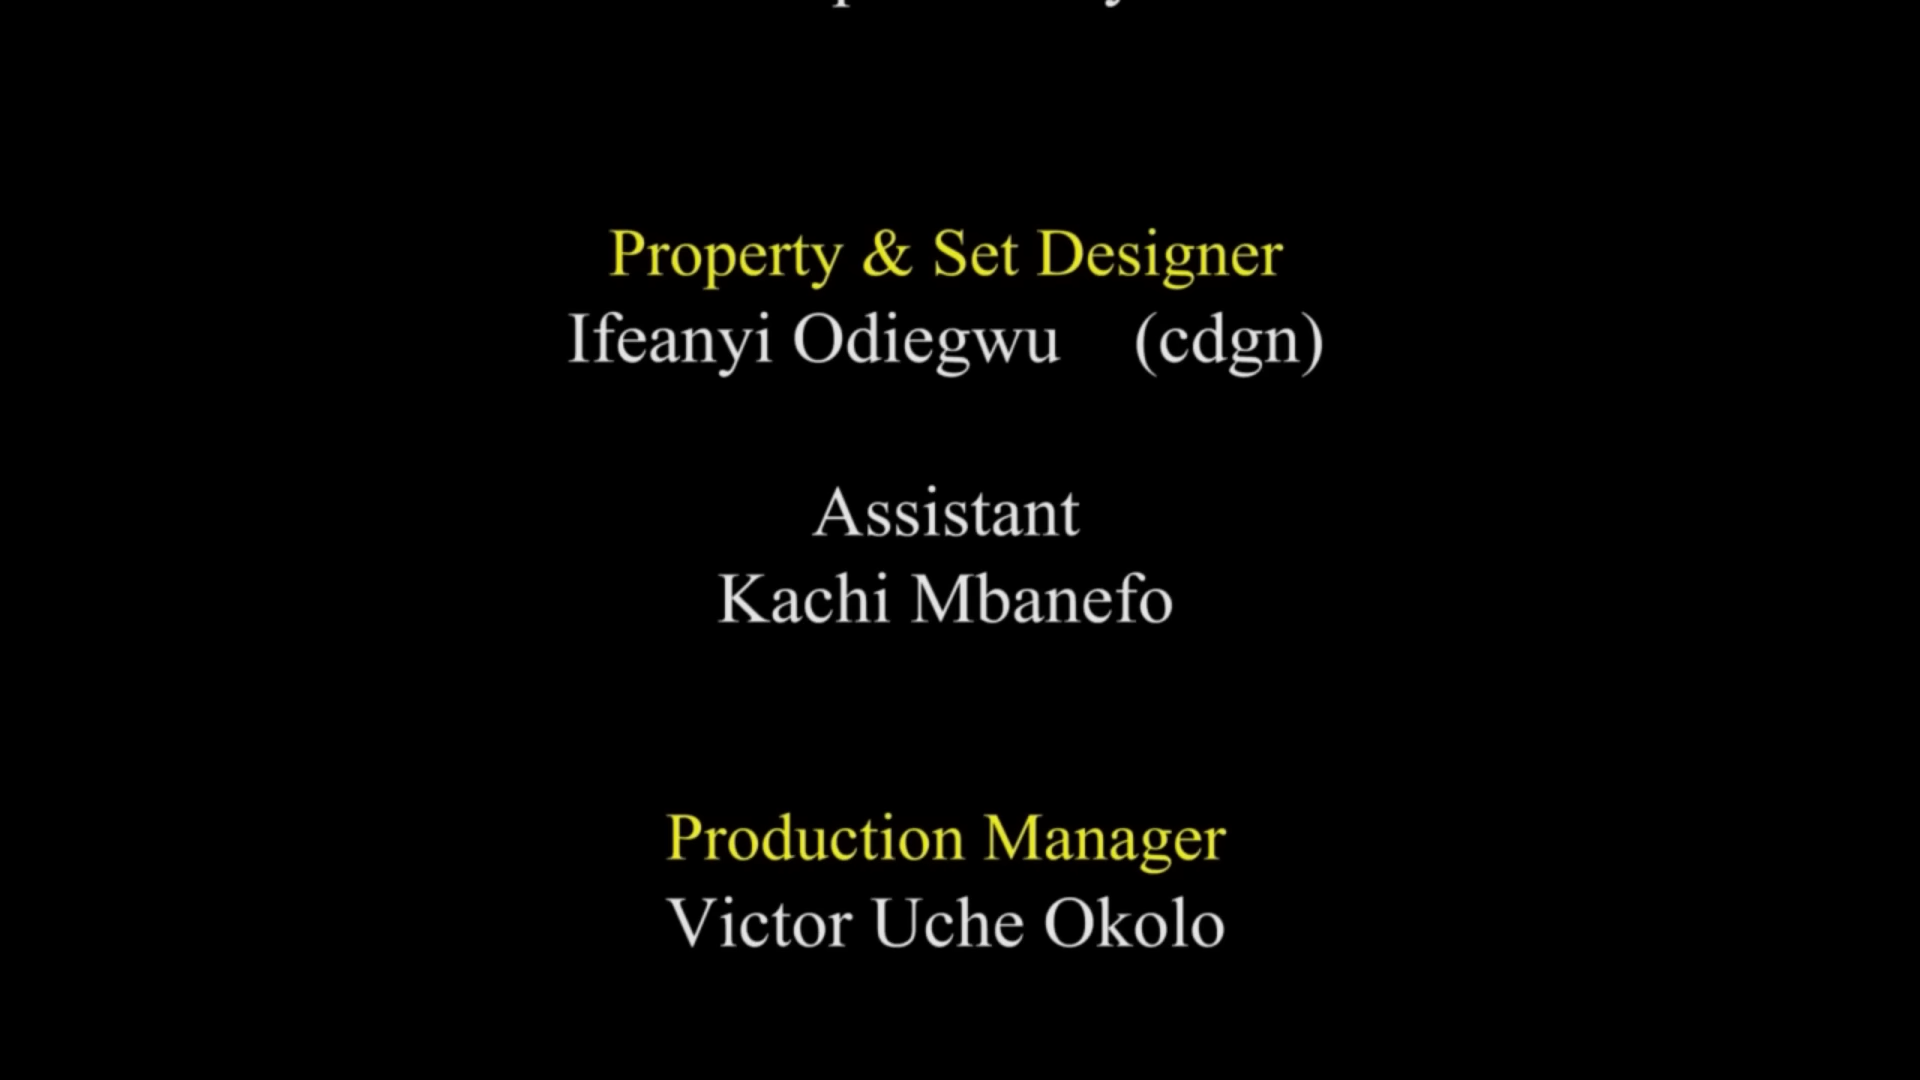 Property & Set Designer
Ifeanyi Odiegwu (cdgn)
Assistant
Kachi Mbanefo
Production Manager
Victor Uche Okolo